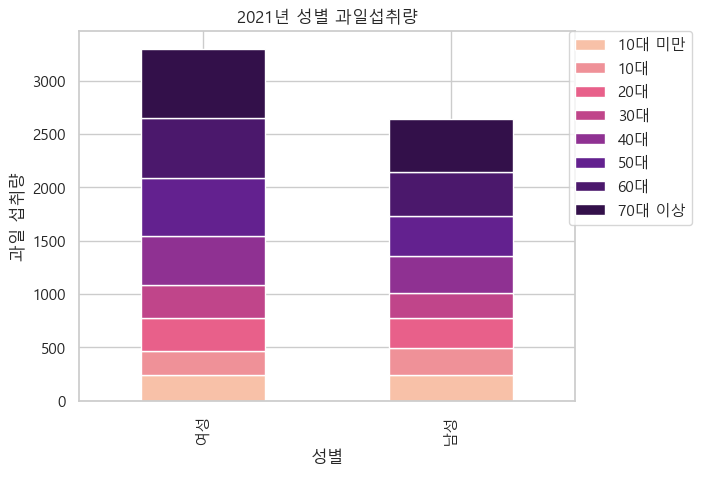 2021년 성별 과일섭취량
10대 미만
10대
20대
30대
40대
50대
60대
70대 이상
과일 섭취량
3000
2500
2000
1500
1000
500
0
여성
남성
성별